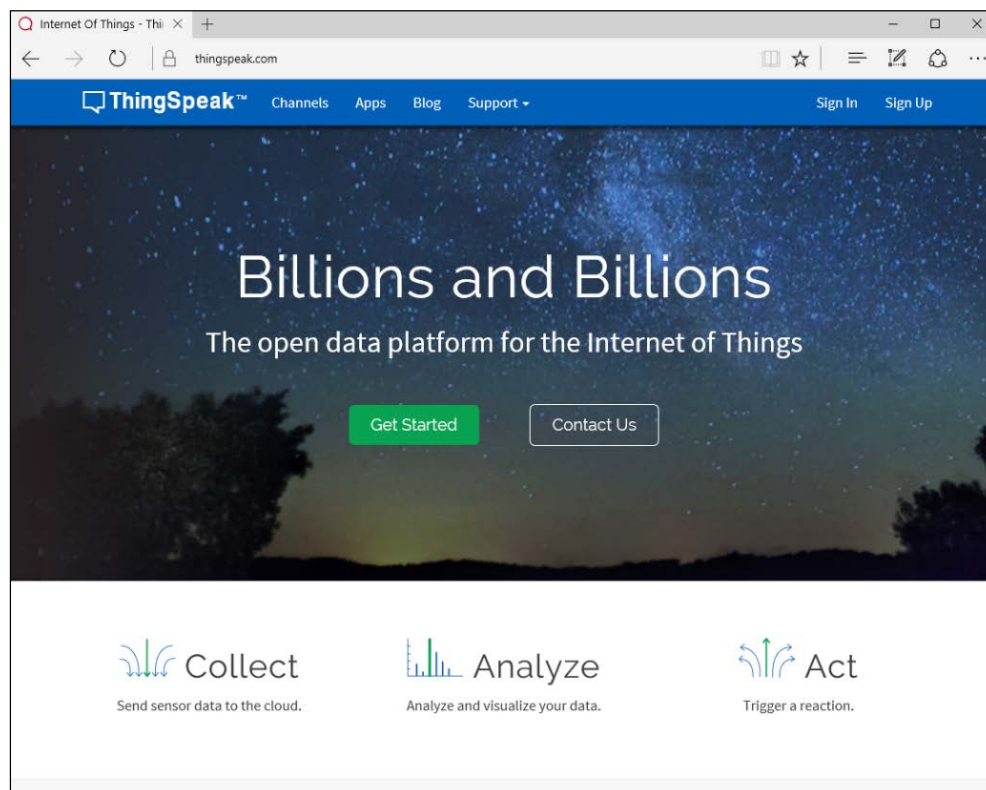 Internet Of Things - Thi
thingspeak.com
ThingSpeak™ Channels Apps Blog Support Sign In Sign Up
Billions and Billions
The open data platform for the Internet of Things
Get Started Contact Us
Collect Analyze Act
Send sensor data to the cloud. Analyze and visualize your data. Trigger a reaction.